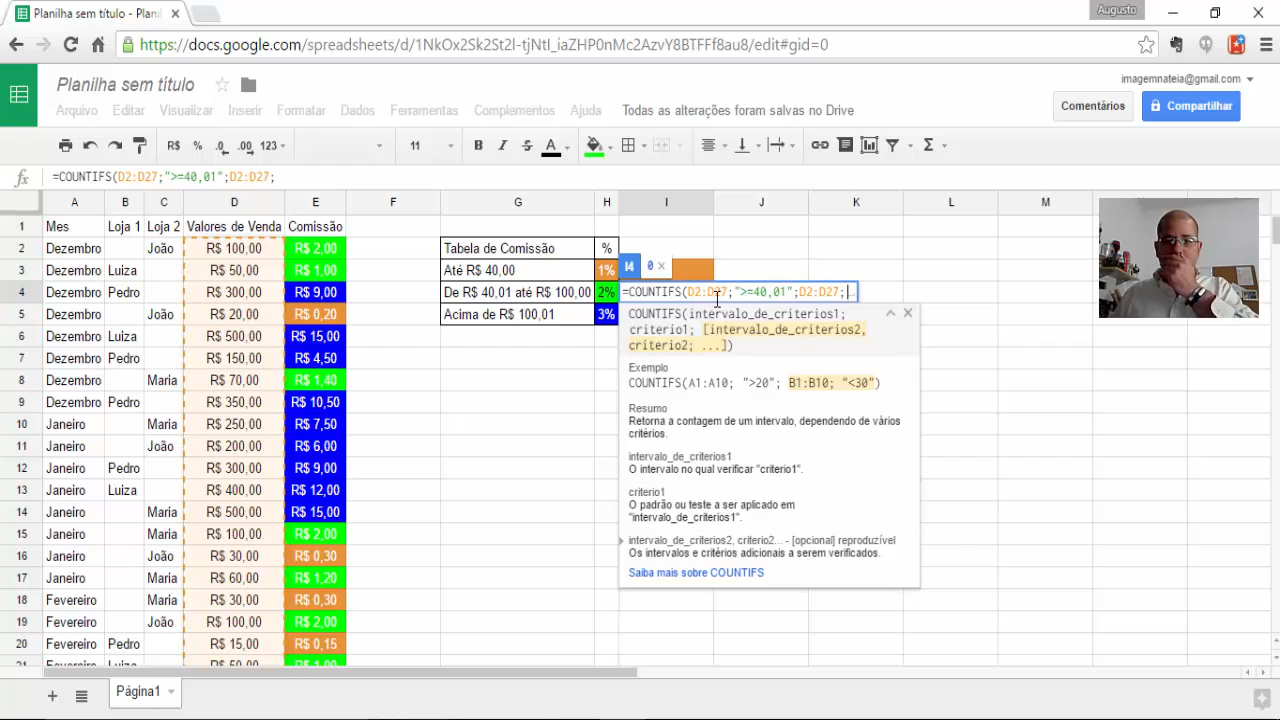 Planilha sem título - Plani
Augusto
https://docs.google.com/spreadsheets/d/1NkOx2Sk2St2l-tjNtI_iaZHP0nMc2AzvY8BTFFf8au8/edit#gid=0
Planilha sem título
imagemnateia@gmail.com
Arquivo Editar Visualizar Inserir Formatar Dados Ferramentas Complementos Ajuda Todas as alterações foram salvas no Drive
Comentários
Compartilhar
R$ % .0 .00 123 11 B I S A Σ
fx =COUNTIFS(D2:D27;">=40,01";D2:D27;
A B C D E F G H I J K L M
1 Mes Loja 1 Loja 2 Valores de Venda Comissão
2 Dezembro João R$ 100,00 R$ 2,00 Tabela de Comissão %
3 Dezembro Luiza R$ 50,00 R$ 1,00 Até R$ 40,00 1% I4 0 ×
4 Dezembro Pedro R$ 300,00 R$ 9,00 De R$ 40,01 até R$ 100,00 2% =COUNTIFS(D2:D27;">=40,01";D2:D27;
5 Dezembro João R$ 20,00 R$ 0,20 Acima de R$ 100,01 3%
6 Dezembro Luiza R$ 500,00 R$ 15,00
7 Dezembro Pedro R$ 150,00 R$ 4,50
8 Dezembro Maria R$ 70,00 R$ 1,40
9 Dezembro Pedro R$ 350,00 R$ 10,50
10 Janeiro Maria R$ 250,00 R$ 7,50
11 Janeiro João R$ 200,00 R$ 6,00
12 Janeiro Pedro R$ 300,00 R$ 9,00
13 Janeiro Luiza R$ 400,00 R$ 12,00
14 Janeiro Maria R$ 500,00 R$ 15,00
15 Janeiro Maria R$ 100,00 R$ 2,00
16 Janeiro João R$ 30,00 R$ 0,30
17 Janeiro Maria R$ 60,00 R$ 1,20
18 Fevereiro Maria R$ 30,00 R$ 0,30
19 Fevereiro João R$ 100,00 R$ 2,00
20 Fevereiro Pedro R$ 15,00 R$ 0,15
21 Fevereiro Luiza R$ 50,00 R$ 1,00
COUNTIFS(intervalo_de_criterios1;
criterio1; [intervalo_de_criterios2,
criterio2; ...])
Exemplo
COUNTIFS(A1:A10; ">20"; B1:B10; "<30")
Resumo
Retorna a contagem de um intervalo, dependendo de vários
critérios.
intervalo_de_criterios1
O intervalo no qual verificar "criterio1".
criterio1
O padrão ou teste a ser aplicado em
"intervalo_de_criterios1".
intervalo_de_criterios2, criterio2... - [opcional] reproduzível
Os intervalos e critérios adicionais a serem verificados.
Saiba mais sobre COUNTIFS
Página1